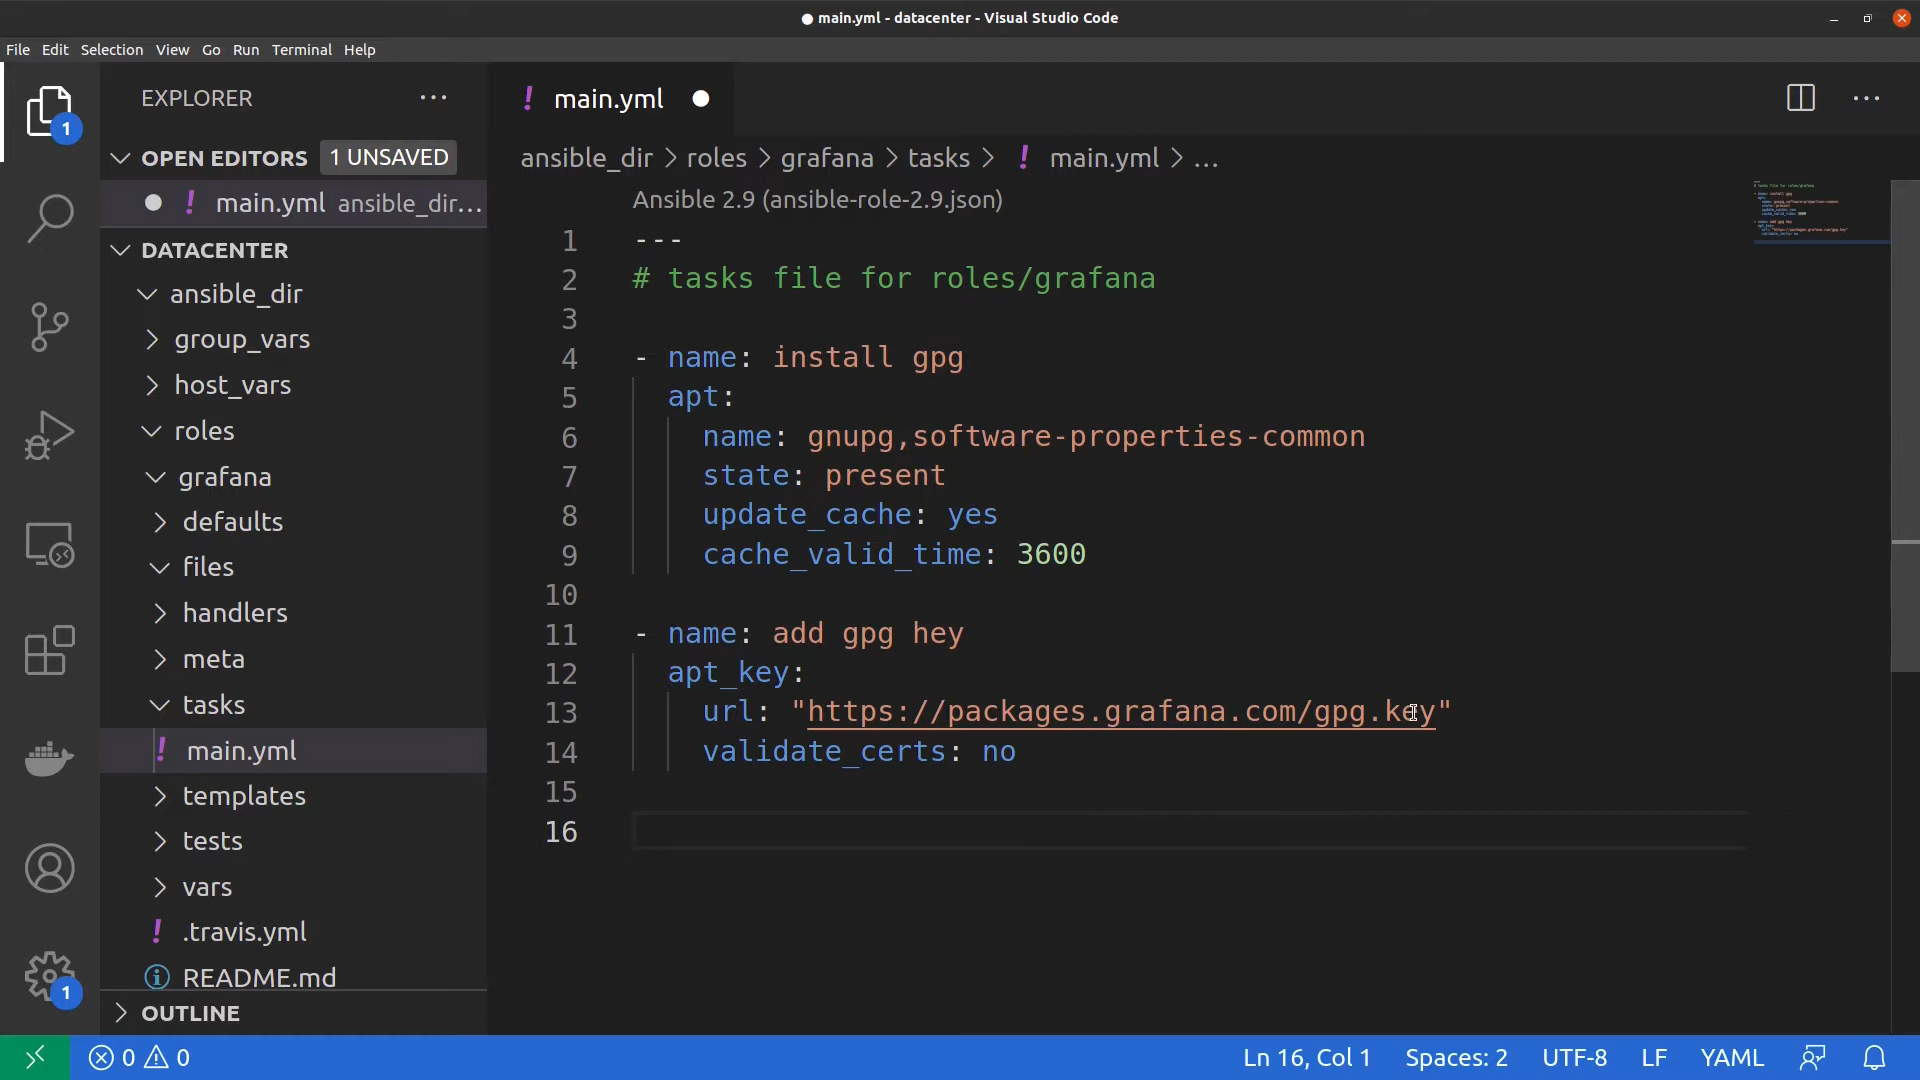 ● main.yml - datacenter - Visual Studio Code
File Edit Selection View Go Run Terminal Help
EXPLORER ...
1
OPEN EDITORS 1 UNSAVED
! main.yml ansible_dir...
DATACENTER
ansible_dir
group_vars
host_vars
roles
grafana
defaults
files
handlers
meta
tasks
! main.yml
templates
tests
vars
! .travis.yml
README.md
OUTLINE
1
! main.yml ●
ansible_dir > roles > grafana > tasks > ! main.yml > ...
Ansible 2.9 (ansible-role-2.9.json)
1 ---
2 # tasks file for roles/grafana
3
4 - name: install gpg
5 apt:
6 name: gnupg,software-properties-common
7 state: present
8 update_cache: yes
9 cache_valid_time: 3600
10
11 - name: add gpg hey
12 apt_key:
13 url: "https://packages.grafana.com/gpg.key"
14 validate_certs: no
15
16
0 0
Ln 16, Col 1 Spaces: 2 UTF-8 LF YAML